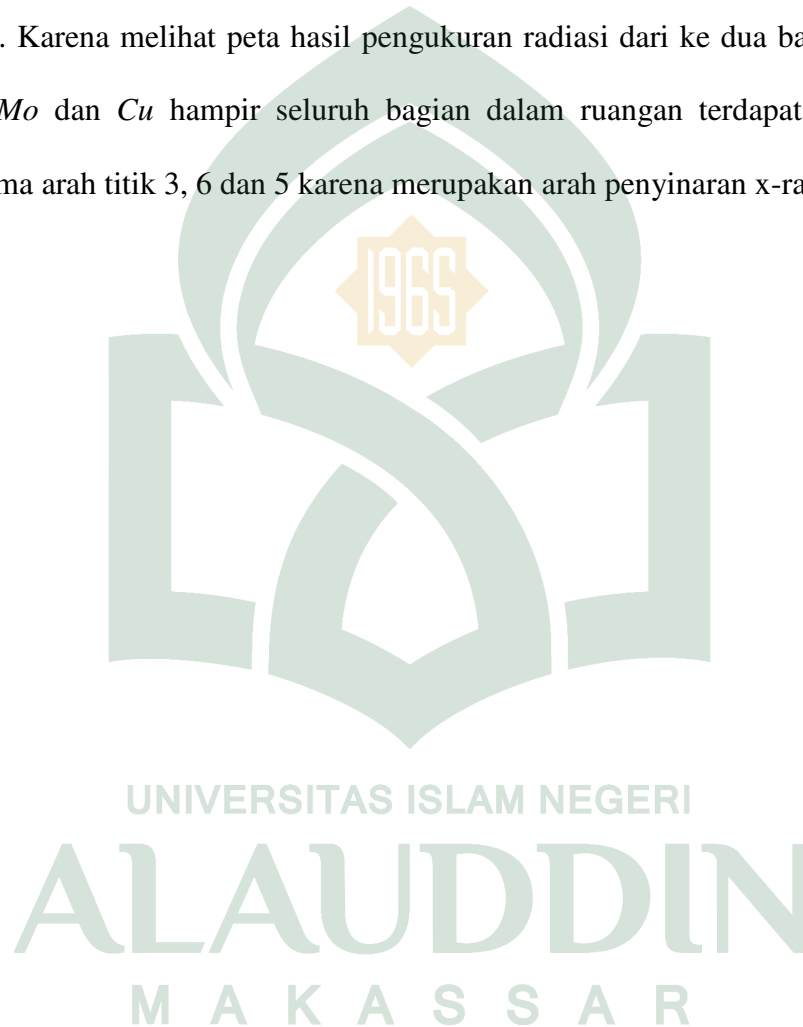 . Karena melihat peta hasil pengukuran radiasi dari ke dua ba
Mo dan Cu hampir seluruh bagian dalam ruangan terdapat
ma arah titik 3, 6 dan 5 karena merupakan arah penyinaran x-ra
1965
UNIVERSITAS ISLAM NEGERI
ALAUDDIN
MAKASSAR